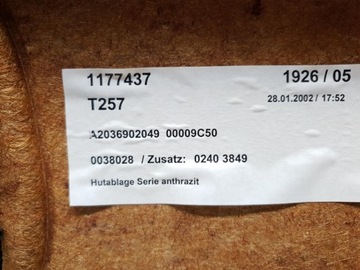 1177437 1926 / 05
T257 28.01.2002 / 17:52
A2036902049 00009C50
0038028 / Zusatz: 0240 3849
Hutablage Serie anthrazit